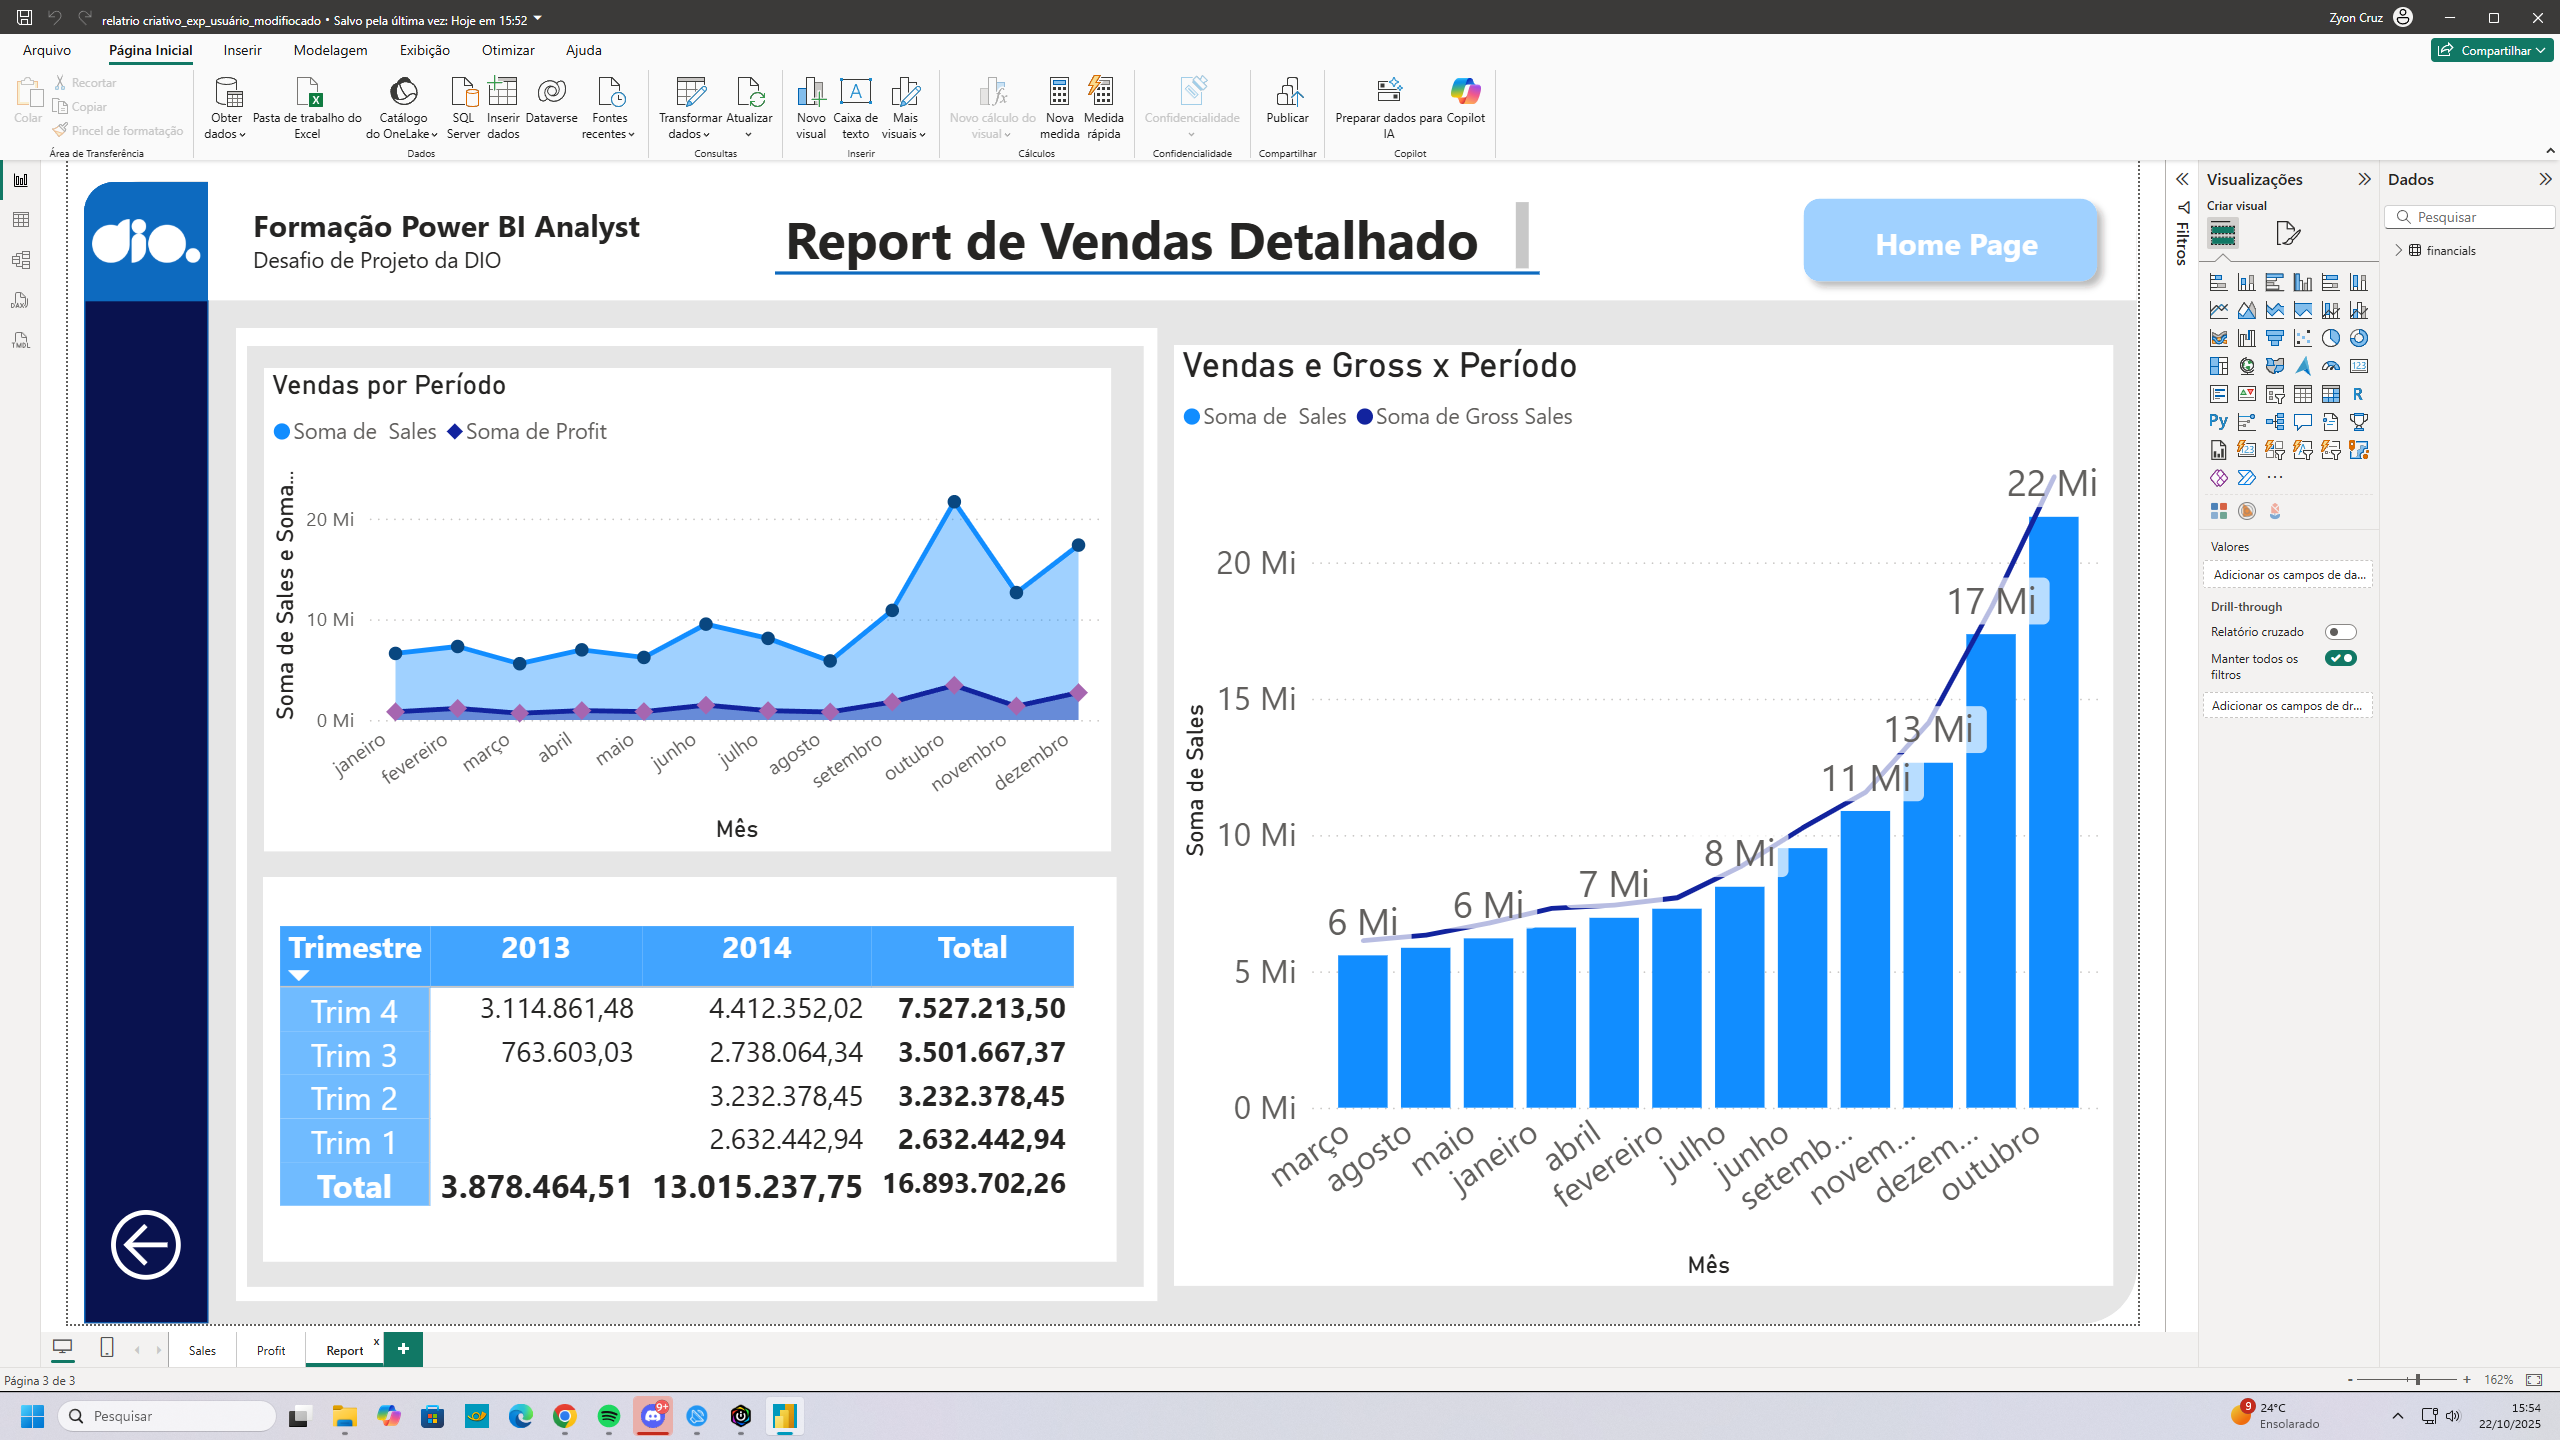 relatrio criativo_exp_usuário_modifiocado • Salvo pela última vez: Hoje em 15:52
Zyon Cruz
Arquivo
Página Inicial
Inserir
Modelagem
Exibição
Otimizar
Ajuda
Compartilhar
Colar
Recortar
Copiar
Pincel de formatação
Área de Transferência
Obter dados
Pasta de trabalho do Excel
Catálogo do OneLake
SQL Server
Inserir dados
Dataverse
Fontes recentes
Dados
Transformar dados
Atualizar
Consultas
Novo visual
Caixa de texto
Mais visuais
Inserir
Novo cálculo do visual
Nova medida
Medida rápida
Cálculos
Confidencialidade
Confidencialidade
Publicar
Compartilhar
Preparar dados para IA
Copilot
Copilot
dio.
Formação Power BI Analyst
Desafio de Projeto da DIO
Report de Vendas Detalhado
Home Page
Vendas por Período
Soma de  Sales
Soma de Profit
Soma de Sales e Soma...
20 Mi
10 Mi
0 Mi
janeiro
fevereiro
março
abril
maio
junho
julho
agosto
setembro
outubro
novembro
dezembro
Mês
Trimestre 2013 2014 Total
Trim 4 3.114.861,48 4.412.352,02 7.527.213,50
Trim 3 763.603,03 2.738.064,34 3.501.667,37
Trim 2 3.232.378,45 3.232.378,45
Trim 1 2.632.442,94 2.632.442,94
Total 3.878.464,51 13.015.237,75 16.893.702,26
Vendas e Gross x Período
Soma de  Sales
Soma de Gross Sales
Soma de Sales
20 Mi
15 Mi
10 Mi
5 Mi
0 Mi
6 Mi
6 Mi
7 Mi
8 Mi
11 Mi
13 Mi
17 Mi
22 Mi
março
agosto
maio
janeiro
abril
fevereiro
julho
junho
setemb...
novem...
dezem...
outubro
Mês
Filtros
Visualizações
Criar visual
123
R
Py
Valores
Adicionar os campos de da...
Drill-through
Relatório cruzado
Manter todos os filtros
Adicionar os campos de dr...
Dados
Pesquisar
financials
DAX
TMDL
Sales
Profit
Report
x
+
Página 3 de 3
- + 162%
Pesquisar
9+
9
24°C
Ensolarado
15:54
22/10/2025